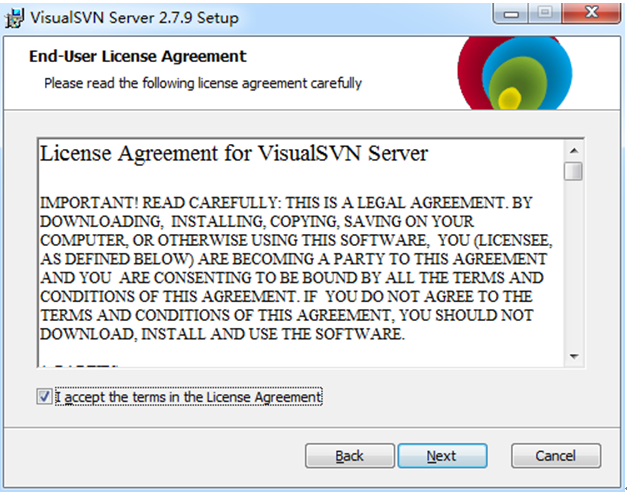 VisualSVN Server 2.7.9 Setup
End-User License Agreement
Please read the following license agreement carefully
License Agreement for VisualSVN Server
IMPORTANT! READ CAREFULLY: THIS IS A LEGAL AGREEMENT. BY
DOWNLOADING, INSTALLING, COPYING, SAVING ON YOUR
COMPUTER, OR OTHERWISE USING THIS SOFTWARE, YOU (LICENSEE,
AS DEFINED BELOW) ARE BECOMING A PARTY TO THIS AGREEMENT
AND YOU ARE CONSENTING TO BE BOUND BY ALL THE TERMS AND
CONDITIONS OF THIS AGREEMENT. IF YOU DO NOT AGREE TO THE
TERMS AND CONDITIONS OF THIS AGREEMENT, YOU SHOULD NOT
DOWNLOAD, INSTALL AND USE THE SOFTWARE.
I accept the terms in the License Agreement
Back Next Cancel